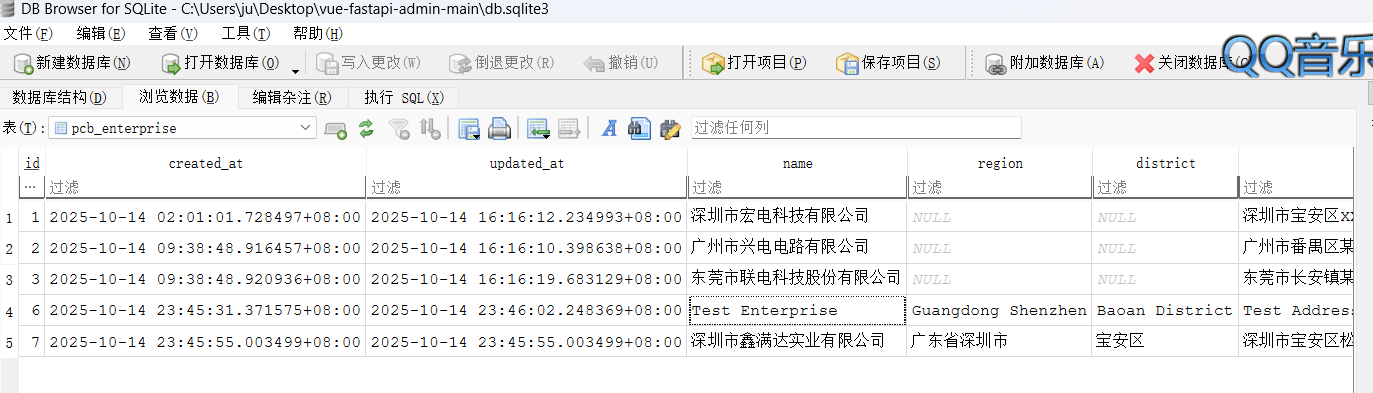 DB Browser for SQLite - C:\Users\ju\Desktop\vue-fastapi-admin-main\db.sqlite3
文件(F) 编辑(E) 查看(V) 工具(T) 帮助(H)
新建数据库(N) 打开数据库(O) 写入更改(W) 倒退更改(R) 撤销(U) 打开项目(P) 保存项目(S) 附加数据库(A) 关闭数据库
QQ音乐
数据库结构(D) 浏览数据(B) 编辑杂注(R) 执行 SQL(X)
表(T): pcb_enterprise 过滤任何列
id created_at updated_at name region district
... 过滤 过滤 过滤 过滤 过滤 过滤
1 1 2025-10-14 02:01:01.728497+08:00 2025-10-14 16:16:12.234993+08:00 深圳市宏电科技有限公司 NULL NULL 深圳市宝安区xx
2 2 2025-10-14 09:38:48.916457+08:00 2025-10-14 16:16:10.398638+08:00 广州市兴电电路有限公司 NULL NULL 广州市番禺区某
3 3 2025-10-14 09:38:48.920936+08:00 2025-10-14 16:16:19.683129+08:00 东莞市联电科技股份有限公司 NULL NULL 东莞市长安镇某
4 6 2025-10-14 23:45:31.371575+08:00 2025-10-14 23:46:02.248369+08:00 Test Enterprise Guangdong Shenzhen Baoan District Test Address
5 7 2025-10-14 23:45:55.003499+08:00 2025-10-14 23:45:55.003499+08:00 深圳市鑫满达实业有限公司 广东省深圳市 宝安区 深圳市宝安区松